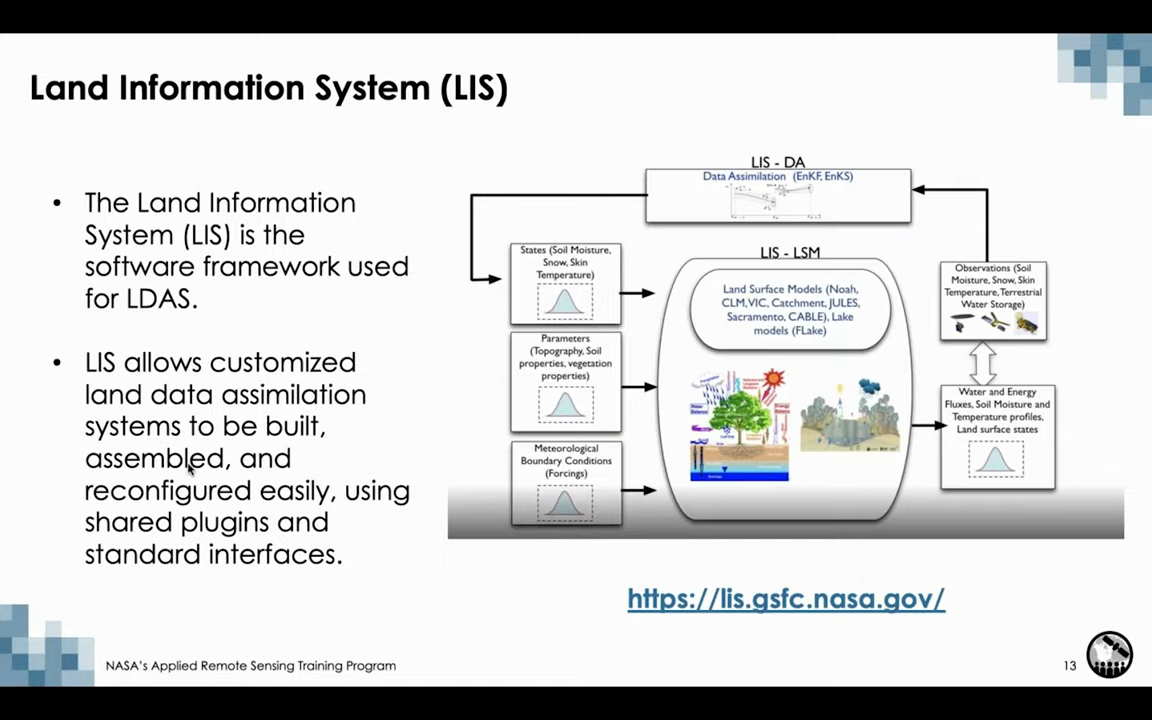 Land Information System (LIS)
• The Land Information
System (LIS) is the
software framework used
for LDAS.
• LIS allows customized
land data assimilation
systems to be built,
assembled, and
reconfigured easily, using
shared plugins and
standard interfaces.
LIS - DA
Data Assimilation (EnKF, EnKS)
States (Soil Moisture,
Snow, Skin
Temperature)
Parameters
(Topography, Soil
properties, vegetation
properties)
Meteorological
Boundary Conditions
(Forcings)
LIS - LSM
Land Surface Models (Noah,
CLM, VIC, Catchment, JULES,
Sacramento, CABLE), Lake
models (FLake)
Observations (Soil
Moisture, Snow, Skin
Temperature, Terrestrial
Water Storage)
Water and Energy
Fluxes, Soil Moisture and
Temperature profiles,
Land surface states
https://lis.gsfc.nasa.gov/
NASA's Applied Remote Sensing Training Program
13